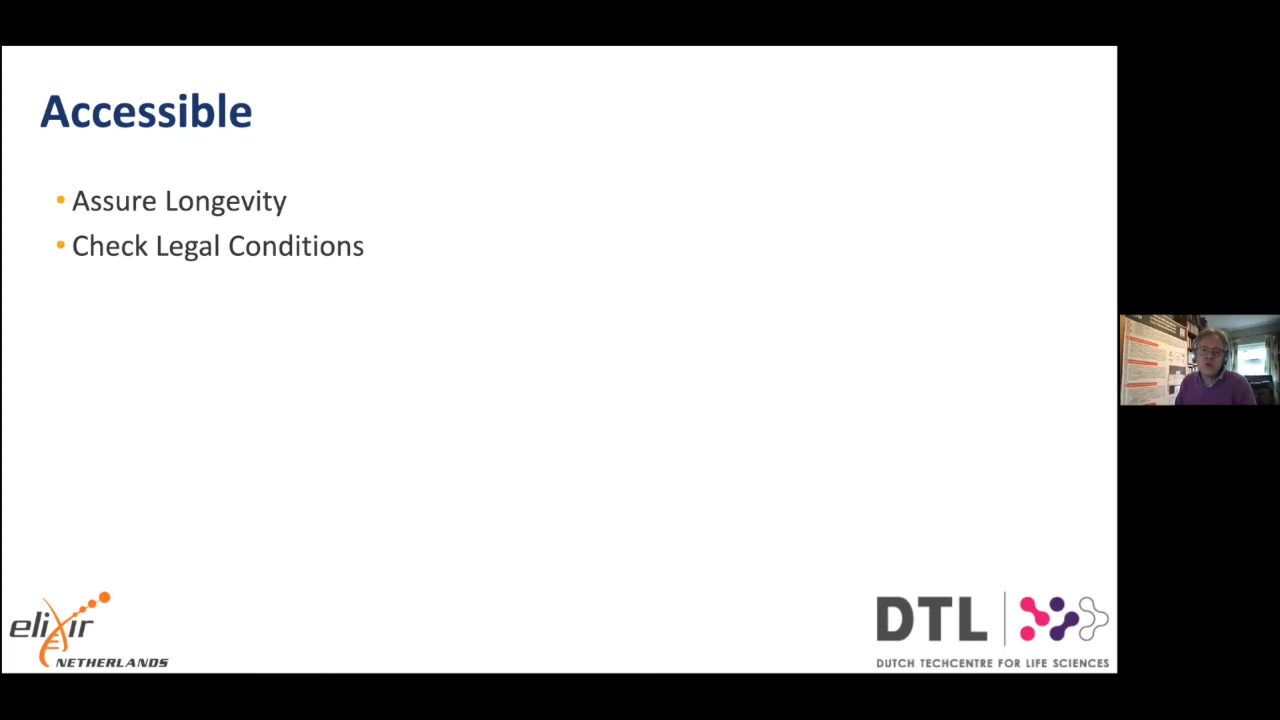 Accessible
• Assure Longevity
• Check Legal Conditions
elixir
NETHERLANDS
DTL
DUTCH TECHCENTRE FOR LIFE SCIENCES